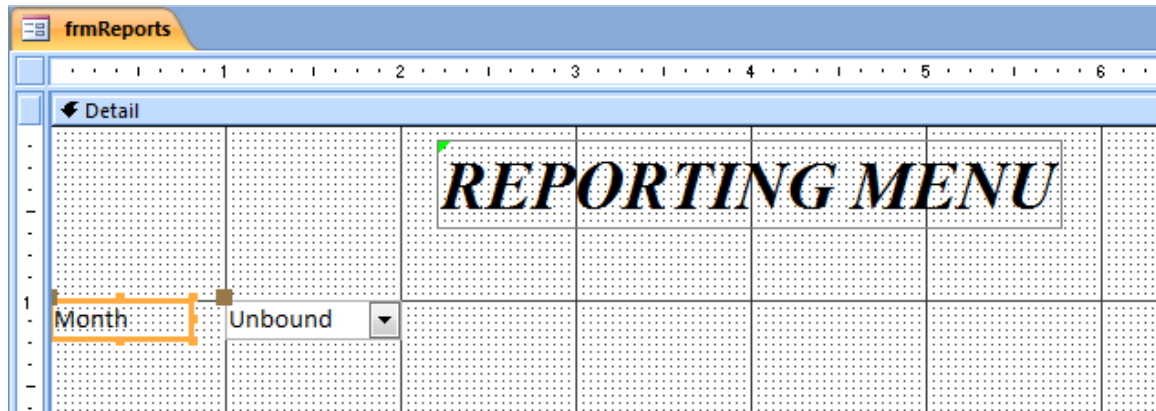 frmReports
1 2 3 4 5 6
Detail
REPORTING MENU
1
Month Unbound